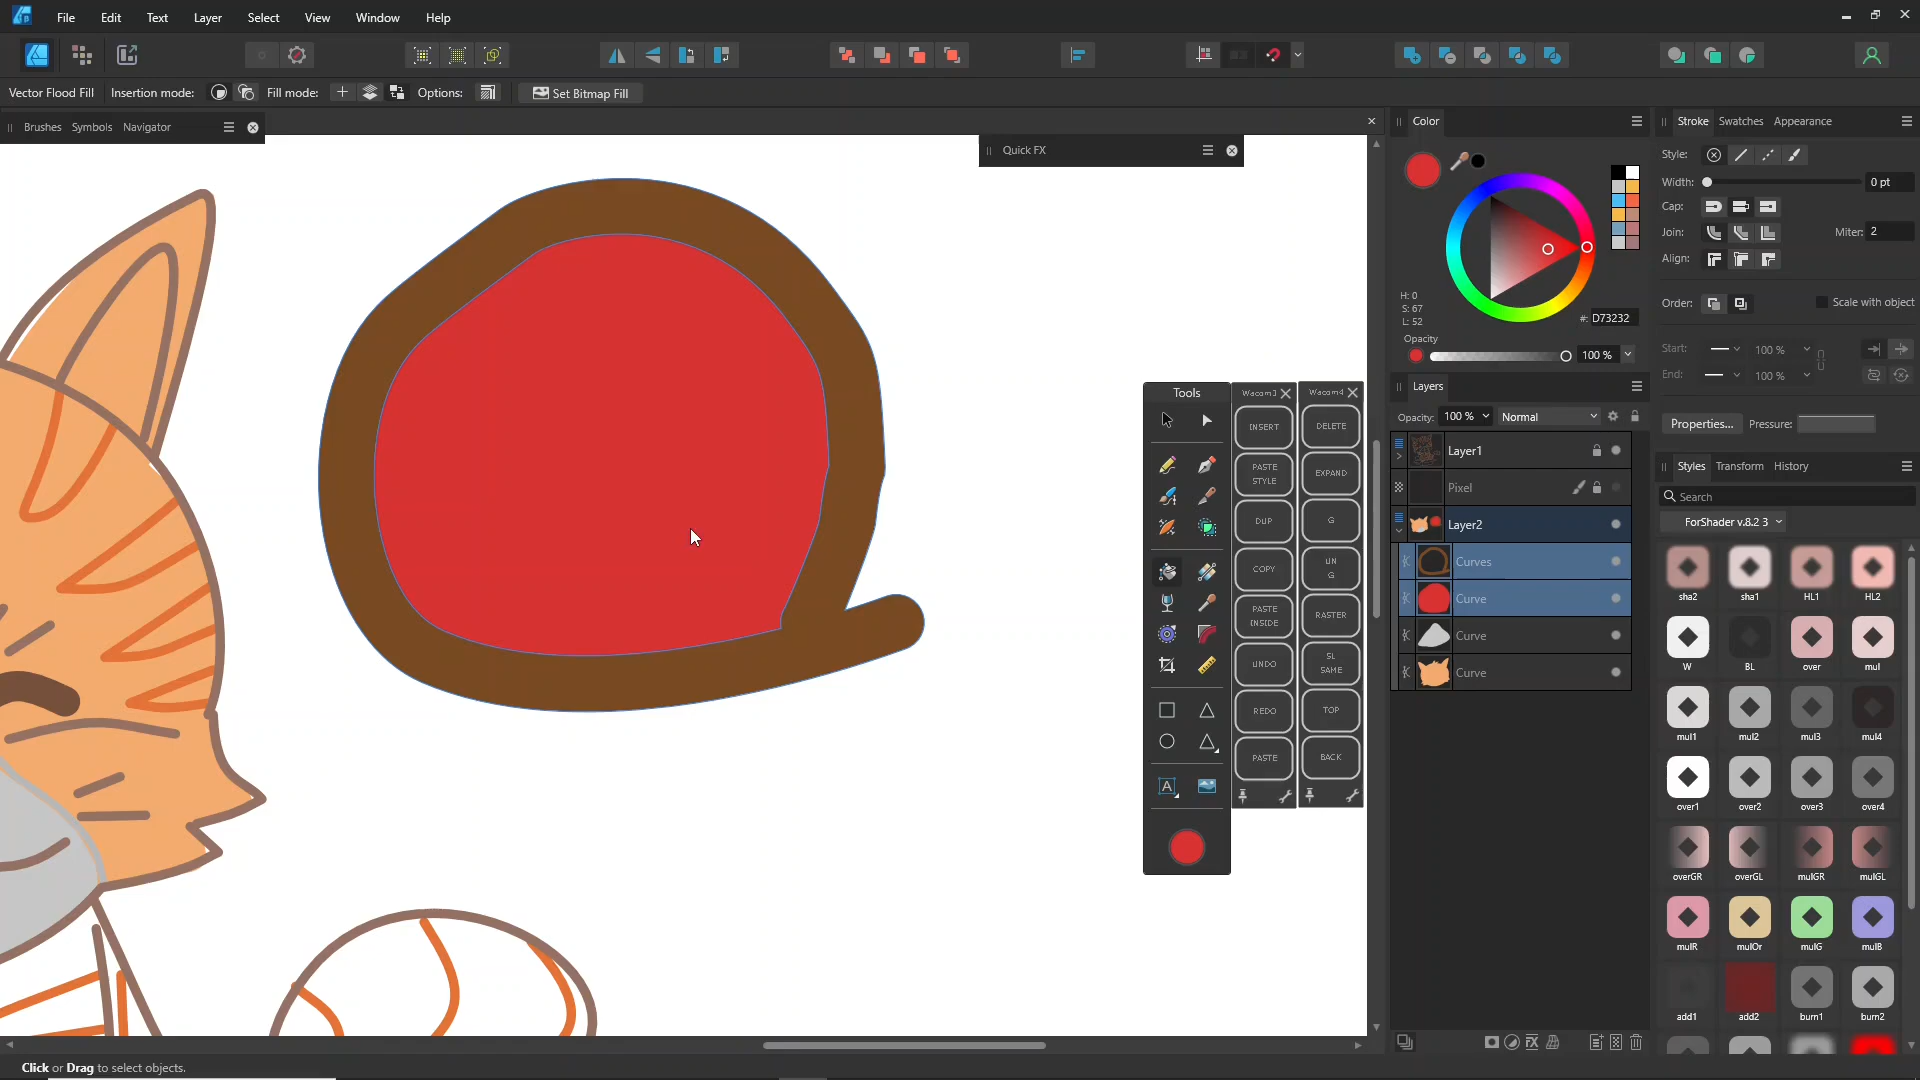 File Edit Text Layer Select View Window Help
Vector Flood Fill Insertion mode: Fill mode: Options: Set Bitmap Fill
Brushes Symbols Navigator
Quick FX
Color
H: 0
S: 67
L: 52
#: D73232
Opacity
100 %
Layers
Opacity: 100 % Normal
Layer1
Pixel
Layer2
Curves
Curve
Curve
Curve
Stroke Swatches Appearance
Style:
Width: 0 pt
Cap:
Join: Miter: 2
Align:
Order: Scale with object
Start: 100 %
End: 100 %
Properties... Pressure:
Styles Transform History
Search
ForShader v.8.2 3
sha2 sha1 HL1 HL2
W BL over mul
mul1 mul2 mul3 mul4
over1 over2 over3 over4
overGR overGL mulGR mulGL
mulR mulOr mulG mulB
add1 add2 bum1 bum2
Tools
INSERT
PASTE
STYLE
DUP
COPY
PASTE
INSIDE
UNDO
REDO
PASTE
Wacom4
DELETE
EXPAND
G
UN
G
RASTER
SL
SAME
TOP
BACK
A
Click or Drag to select objects.